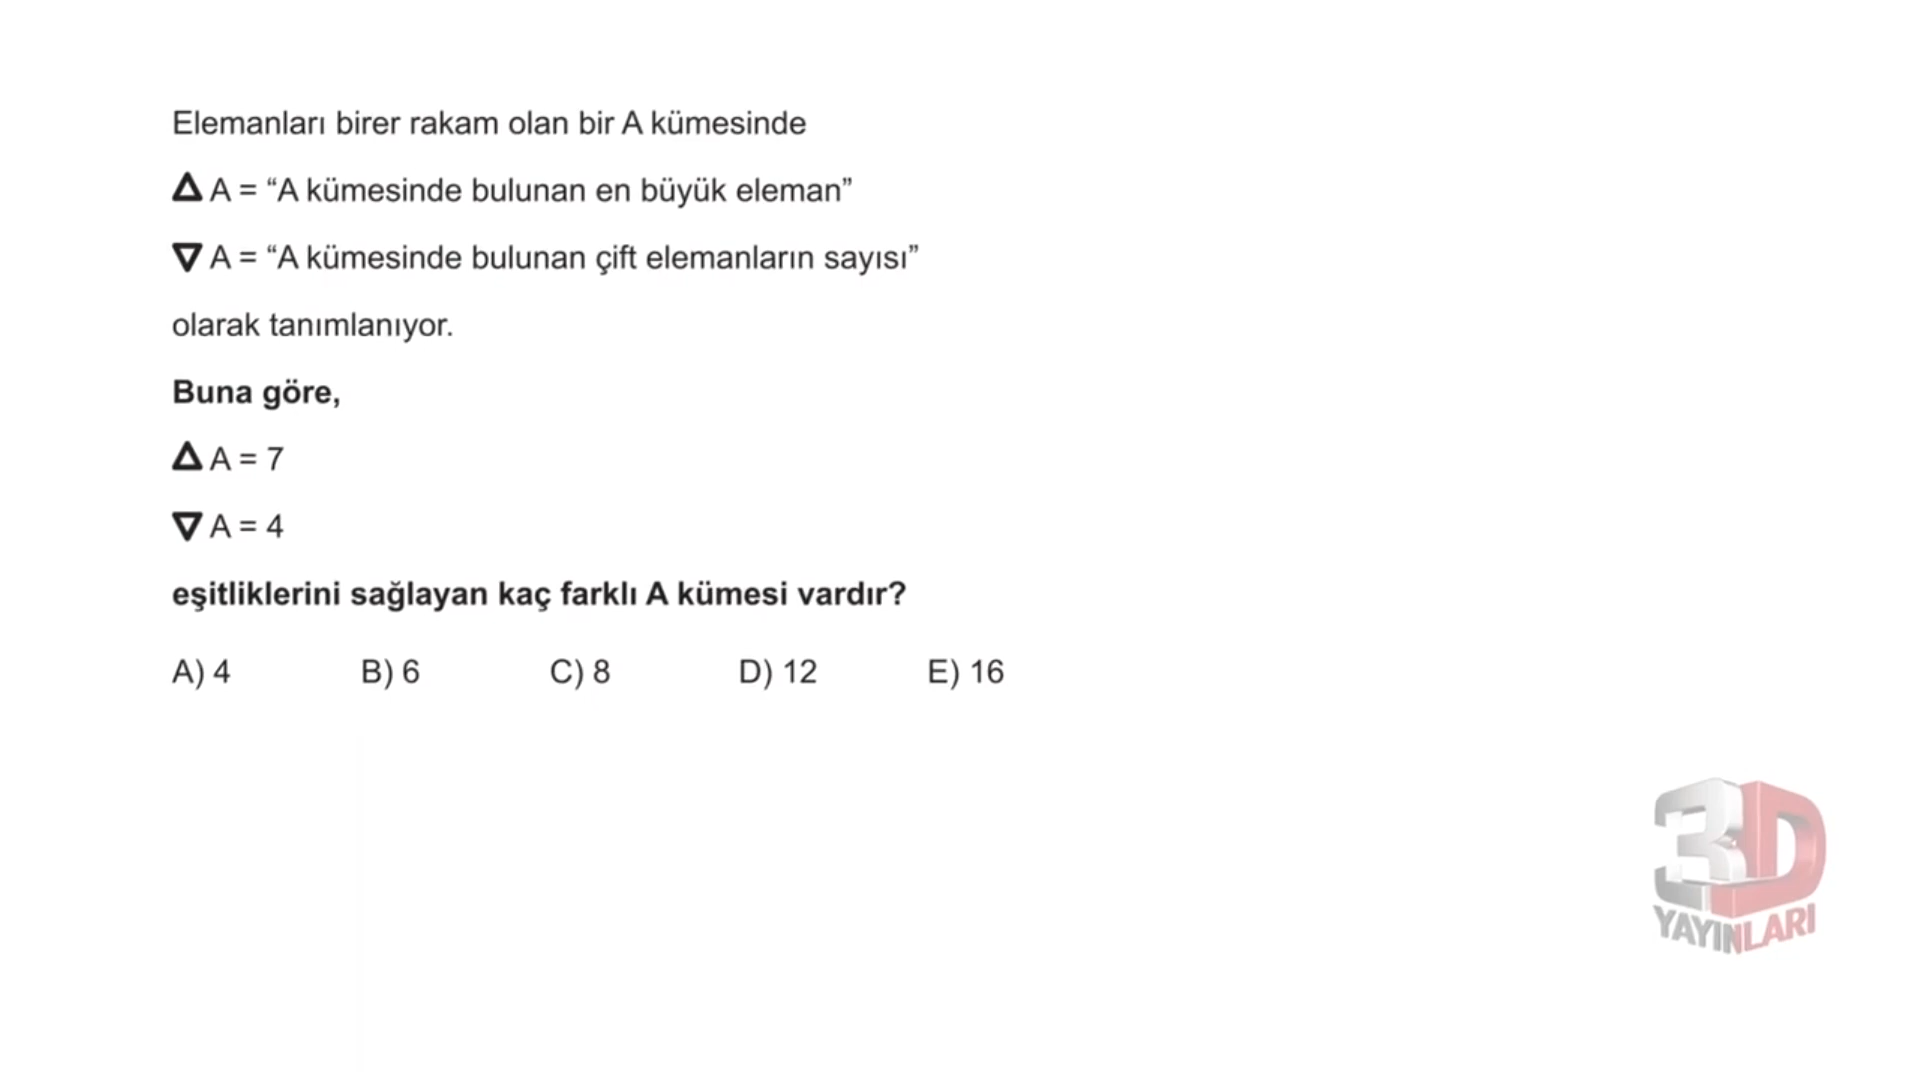 Elemanları birer rakam olan bir A kümesinde
△ A = “A kümesinde bulunan en büyük eleman”
▽ A = “A kümesinde bulunan çift elemanların sayısı”
olarak tanımlanıyor.
Buna göre,
△ A = 7
▽ A = 4
eşitliklerini sağlayan kaç farklı A kümesi vardır?
A) 4 B) 6 C) 8 D) 12 E) 16
3D
YAYINLARI